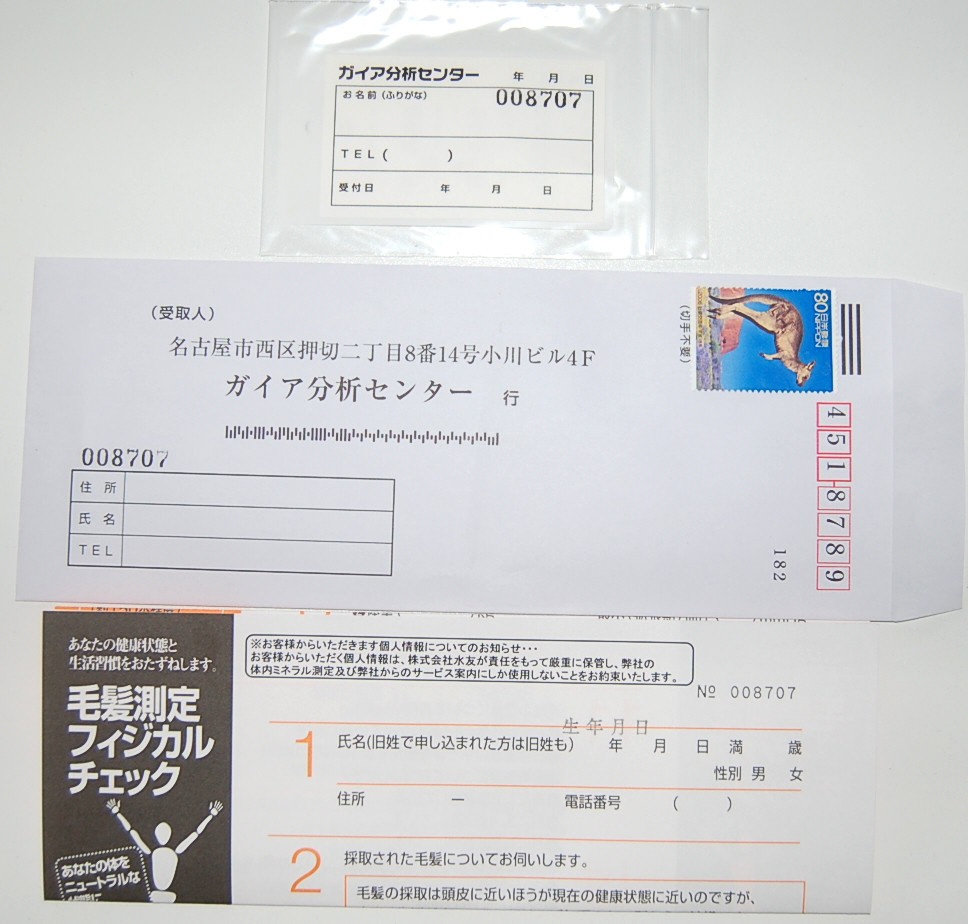 ガイア分析センター 年 月 日
お名前(ふりがな) 008707
TEL( )
受付日 年 月 日
(受取人)
名古屋市西区押切二丁目8番14号小川ビル4F
ガイア分析センター 行
008707
住 所
氏 名
TEL
80 日本郵便
NIPPON
(切手不要)
4518789
182
あなたの健康状態と
生活習慣をおたずねします。
毛髪測定
フィジカル
チェック
あなたの体を
ニュートラルな
※お客様からいただきます個人情報についてのお知らせ・・・
お客様からいただく個人情報は、株式会社水友が責任をもって厳重に保管し、弊社の
体内ミネラル測定及び弊社からのサービス案内にしか使用しないことをお約束いたします。
№ 008707
生年月日
1 氏名(旧姓で申し込まれた方は旧姓も) 年 月 日 満 歳
性別 男 女
住所 ー 電話番号 ( )
2 採取された毛髪についてお伺いします。
毛髪の採取は頭皮に近いほうが現在の健康状態に近いのですが、